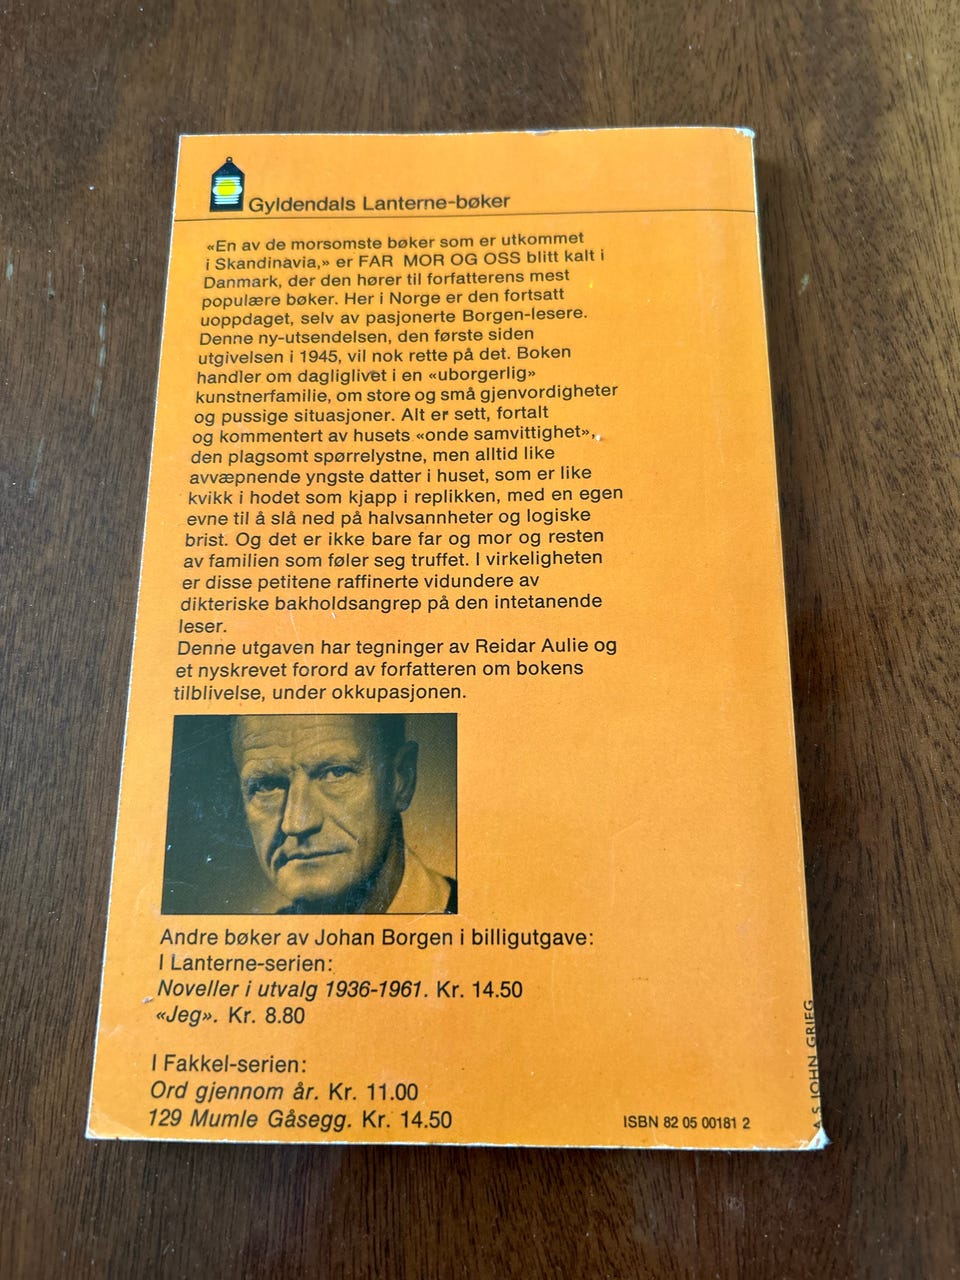 Gyldendals Lanterne-bøker
«En av de morsomste bøker som er utkommet
i Skandinavia,» er FAR MOR OG OSS blitt kalt i
Danmark, der den hører til forfatterens mest
populære bøker. Her i Norge er den fortsatt
uoppdaget, selv av pasjonerte Borgen-lesere.
Denne ny-utsendelsen, den første siden
utgivelsen i 1945, vil nok rette på det. Boken
handler om dagliglivet i en «uborgerlig»
kunstnerfamilie, om store og små gjenvordigheter
og pussige situasjoner. Alt er sett, fortalt
og kommentert av husets «onde samvittighet»,
den plagsomt spørrelystne, men alltid like
avvæpnende yngste datter i huset, som er like
kvikk i hodet som kjapp i replikken, med en egen
evne til å slå ned på halvsannheter og logiske
brist. Og det er ikke bare far og mor og resten
av familien som føler seg truffet. I virkeligheten
er disse petitene raffinerte vidundere av
dikteriske bakholdsangrep på den intetanende
leser.
Denne utgaven har tegninger av Reidar Aulie og
et nyskrevet forord av forfatteren om bokens
tilblivelse, under okkupasjonen.
Andre bøker av Johan Borgen i billigutgave:
I Lanterne-serien:
Noveller i utvalg 1936-1961. Kr. 14.50
«Jeg». Kr. 8.80
I Fakkel-serien:
Ord gjennom år. Kr. 11.00
129 Mumle Gåsegg. Kr. 14.50
ISBN 82 05 00181 2
A.S JOHN GRIEG